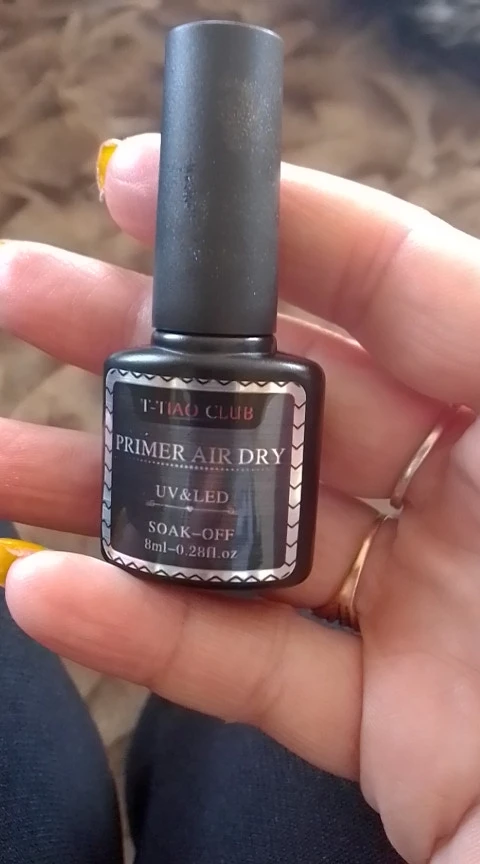 T-TIAO CLUB
PRIMER AIR DRY
UV&LED
SOAK-OFF
8ml-0.28fl.oz